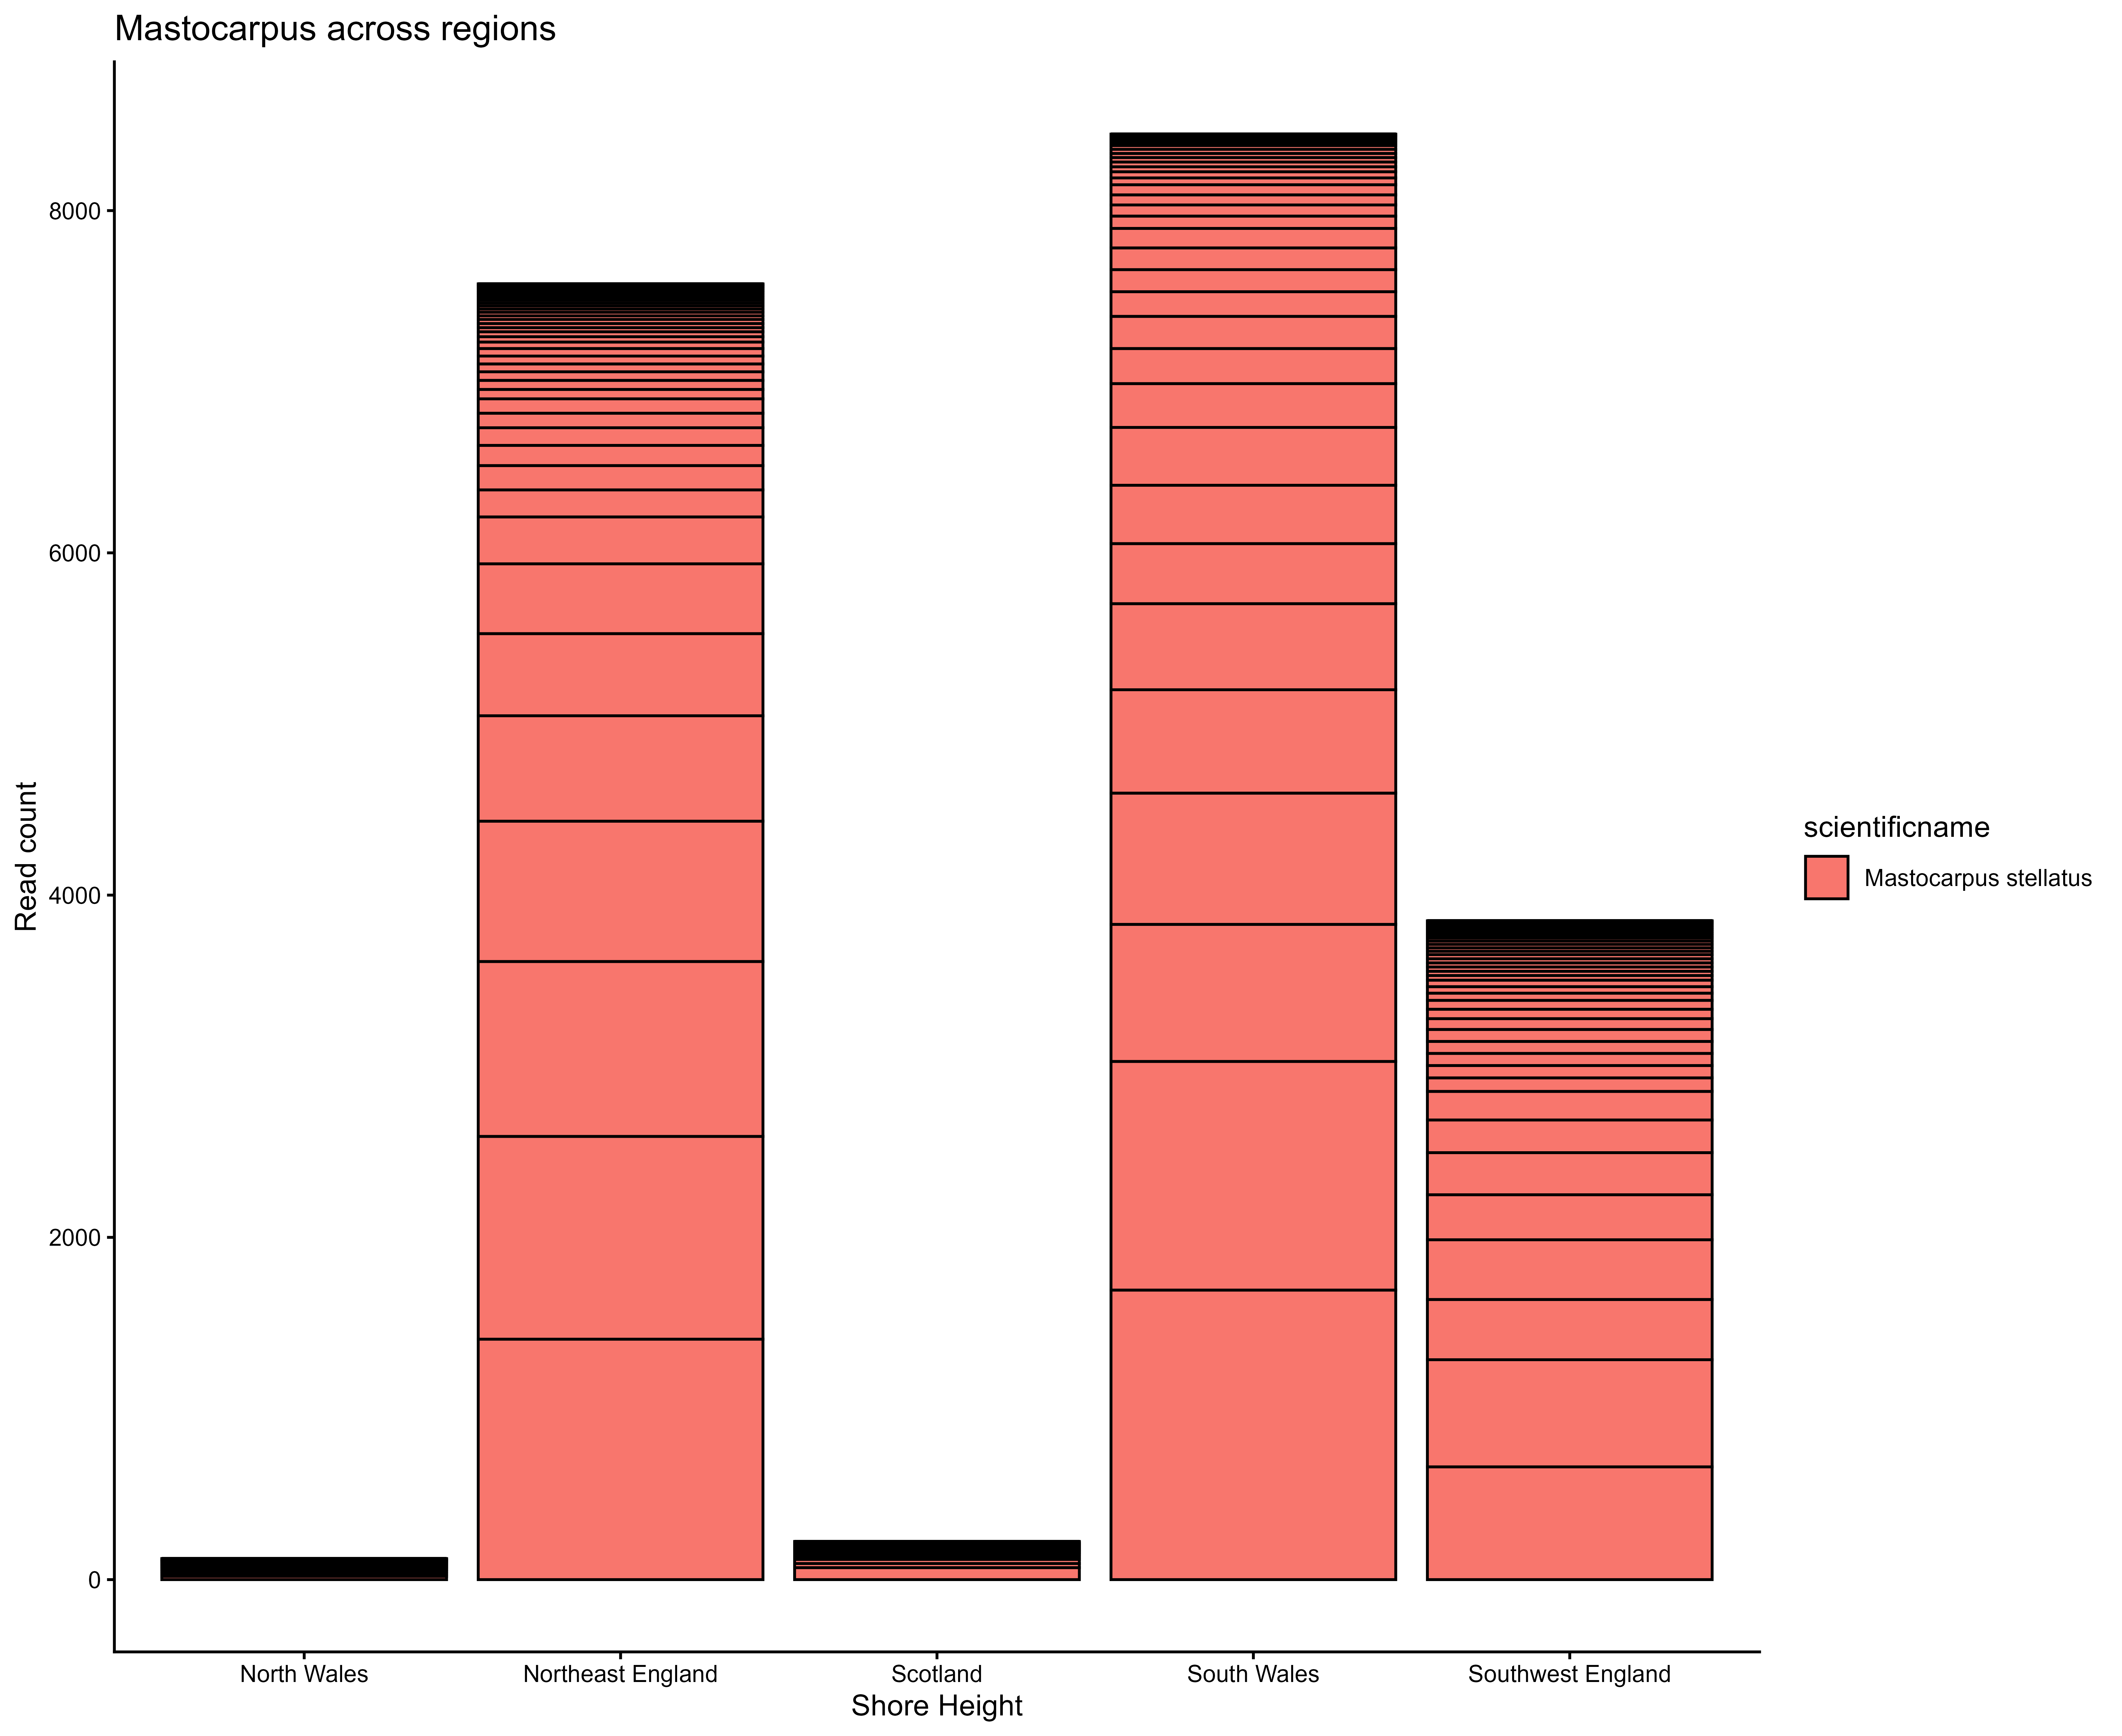 Mastocarpus across regions
Read count
8000
6000
4000
2000
0
North Wales
Northeast England
Scotland
South Wales
Southwest England
Shore Height
scientificname
Mastocarpus stellatus